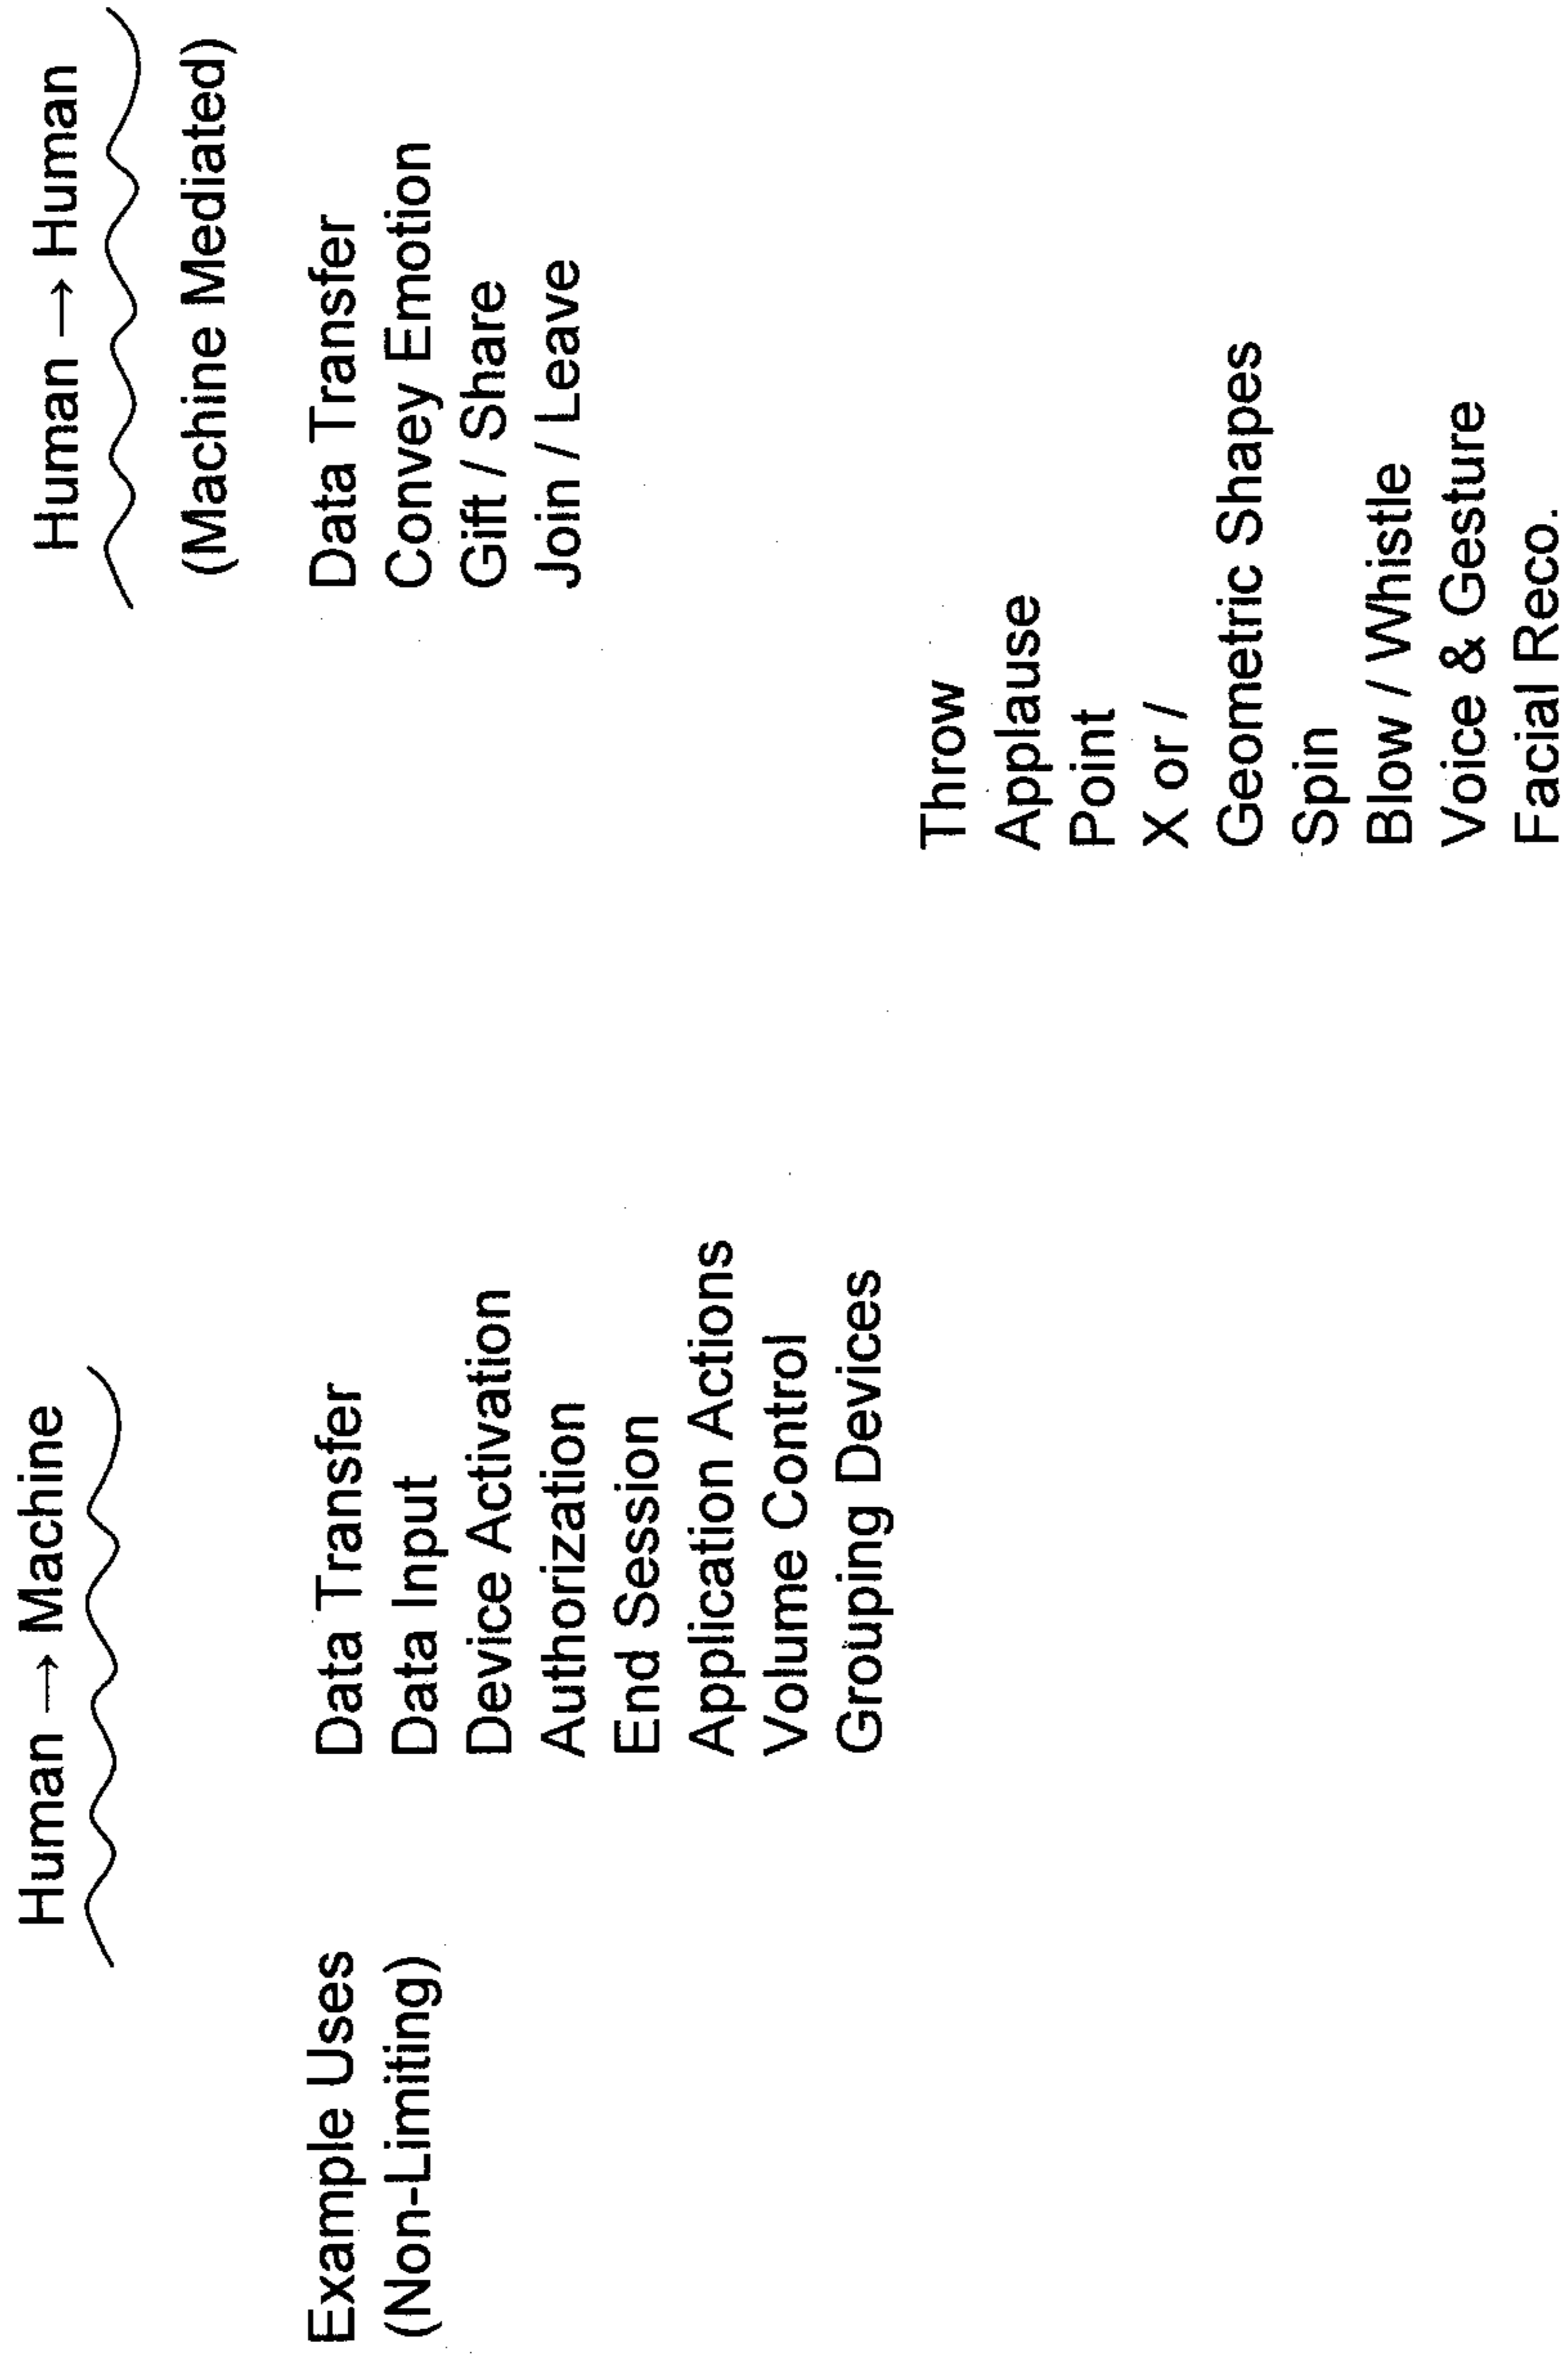 Human → Machine
Human → Human
(Machine Mediated)
Example Uses
(Non-Limiting)
Data Transfer
Data Input
Device Activation
Authorization
End Session
Application Actions
Volume Control
Grouping Devices
Data Transfer
Convey Emotion
Gift / Share
Join / Leave
Throw
Applause
Point
X or /
Geometric Shapes
Spin
Blow / Whistle
Voice & Gesture
Facial Reco.